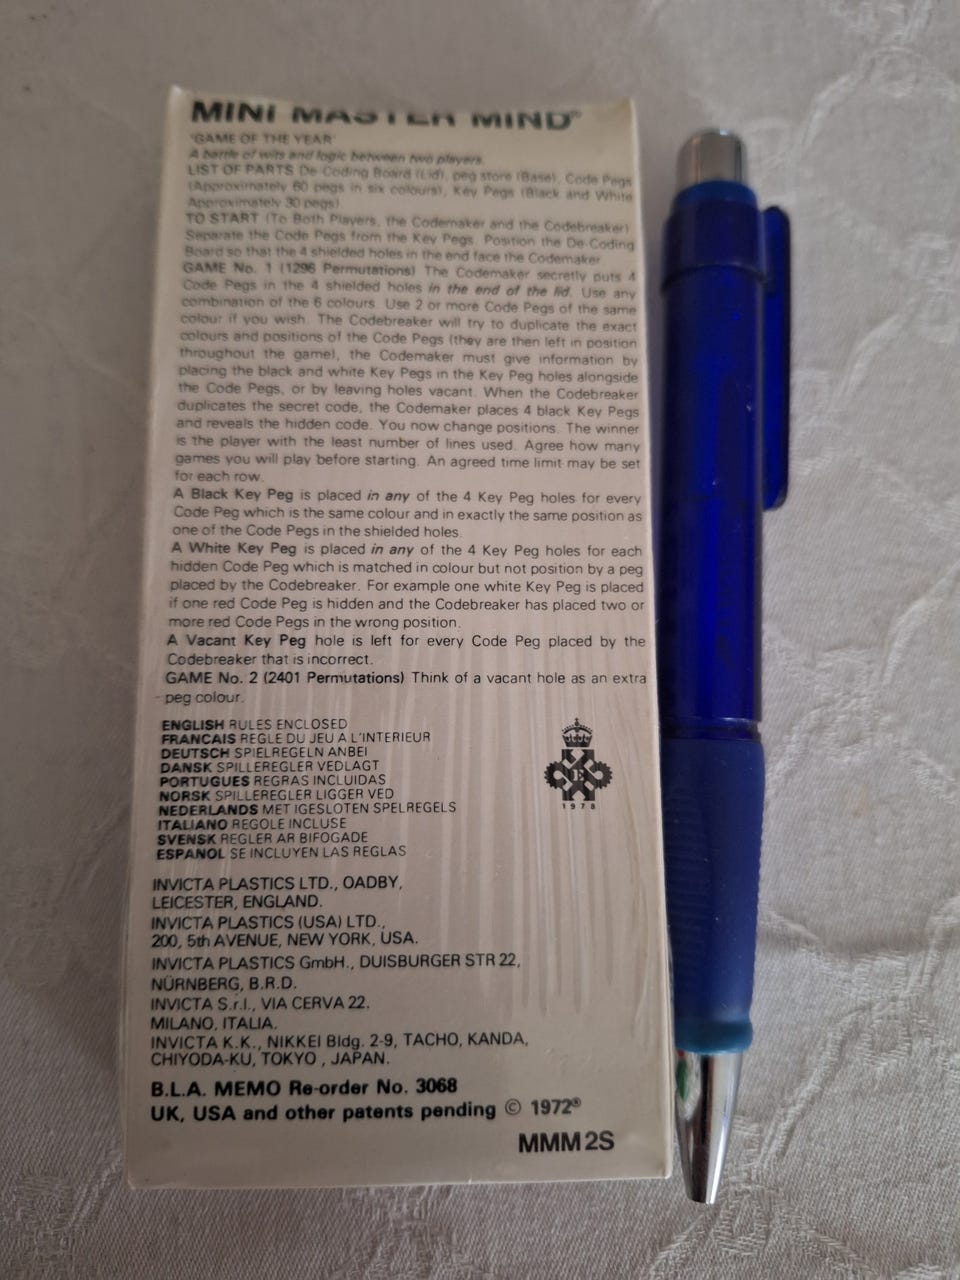 MINI MASTER MIND®
'GAME OF THE YEAR'
A battle of wits and logic between two players.
LIST OF PARTS De-Coding Board (Lid), peg store (Base), Code Pegs
(Approximately 60 pegs in six colours), Key Pegs (Black and White
Approximately 30 pegs)
TO START (To Both Players, the Codemaker and the Codebreaker)
Separate the Code Pegs from the Key Pegs. Position the De-Coding
Board so that the 4 shielded holes in the end face the Codemaker
GAME No. 1 (1296 Permutations) The Codemaker secretly puts 4
Code Pegs in the 4 shielded holes in the end of the lid. Use any
combination of the 6 colours. Use 2 or more Code Pegs of the same
colour if you wish. The Codebreaker will try to duplicate the exact
colours and positions of the Code Pegs (they are then left in position
throughout the game), the Codemaker must give information by
placing the black and white Key Pegs in the Key Peg holes alongside
the Code Pegs, or by leaving holes vacant. When the Codebreaker
duplicates the secret code, the Codemaker places 4 black Key Pegs
and reveals the hidden code. You now change positions. The winner
is the player with the least number of lines used. Agree how many
games you will play before starting. An agreed time limit may be set
for each row.
A Black Key Peg is placed in any of the 4 Key Peg holes for every
Code Peg which is the same colour and in exactly the same position as
one of the Code Pegs in the shielded holes.
A White Key Peg is placed in any of the 4 Key Peg holes for each
hidden Code Peg which is matched in colour but not position by a peg
placed by the Codebreaker. For example one white Key Peg is placed
if one red Code Peg is hidden and the Codebreaker has placed two or
more red Code Pegs in the wrong position.
A Vacant Key Peg hole is left for every Code Peg placed by the
Codebreaker that is incorrect.
GAME No. 2 (2401 Permutations) Think of a vacant hole as an extra
peg colour.
ENGLISH RULES ENCLOSED
FRANCAIS REGLE DU JEU A L'INTERIEUR
DEUTSCH SPIELREGELN ANBEI
DANSK SPILLEREGLER VEDLAGT
PORTUGUES REGRAS INCLUIDAS
NORSK SPILLEREGLER LIGGER VED
NEDERLANDS MET IGESLOTEN SPELREGELS
ITALIANO REGOLE INCLUSE
SVENSK REGLER AR BIFOGADE
ESPANOL SE INCLUYEN LAS REGLAS
E
1978
INVICTA PLASTICS LTD., OADBY,
LEICESTER, ENGLAND.
INVICTA PLASTICS (USA) LTD.,
200, 5th AVENUE, NEW YORK, USA.
INVICTA PLASTICS GmbH., DUISBURGER STR 22,
NÜRNBERG, B.R.D.
INVICTA S.r.l., VIA CERVA 22.
MILANO, ITALIA.
INVICTA K.K., NIKKEI Bldg. 2-9, TACHO, KANDA,
CHIYODA-KU, TOKYO , JAPAN.
B.L.A. MEMO Re-order No. 3068
UK, USA and other patents pending © 1972®
MMM 2S